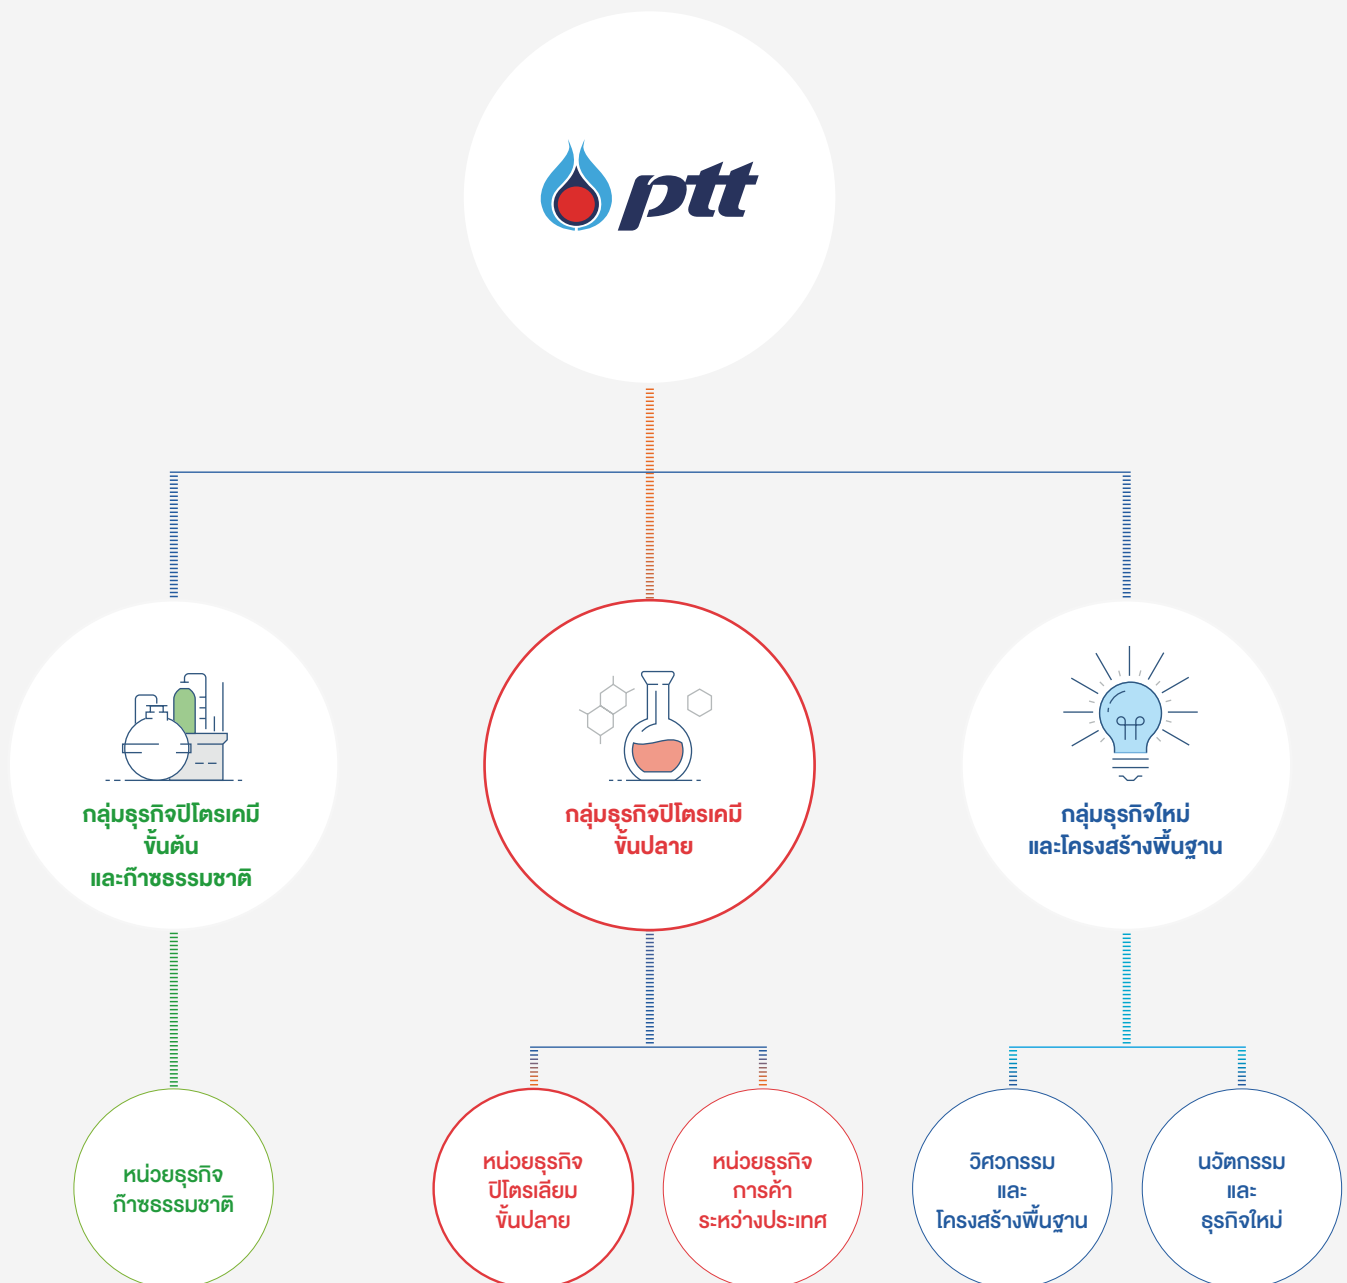 ptt
กลุ่มธุรกิจปิโตรเคมี
ขั้นต้น
และก๊าซธรรมชาติ
กลุ่มธุรกิจปิโตรเคมี
ขั้นปลาย
กลุ่มธุรกิจใหม่
และโครงสร้างพื้นฐาน
หน่วยธุรกิจ
ก๊าซธรรมชาติ
หน่วยธุรกิจ
ปิโตรเลียม
ขั้นปลาย
หน่วยธุรกิจ
การค้า
ระหว่างประเทศ
วิศวกรรม
และ
โครงสร้างพื้นฐาน
นวัตกรรม
และ
ธุรกิจใหม่